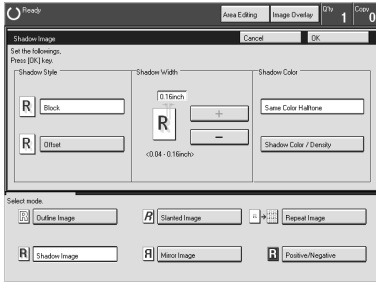 Ready
Area Editing
Image Overlay
Q'ty
1
Copy
0
Shadow Image
Cancel
OK
Set the followings.
Press [OK] key.
Shadow Style
Shadow Width
Shadow Color
R
Block
0.16inch
R
+
Same Color Halftone
R
Offset
−
Shadow Color / Density
<0.04 - 0.16inch>
Select mode.
R
Outline Image
R
Slanted Image
Repeat Image
R
Shadow Image
Я
Mirror Image
R
Positive/Negative